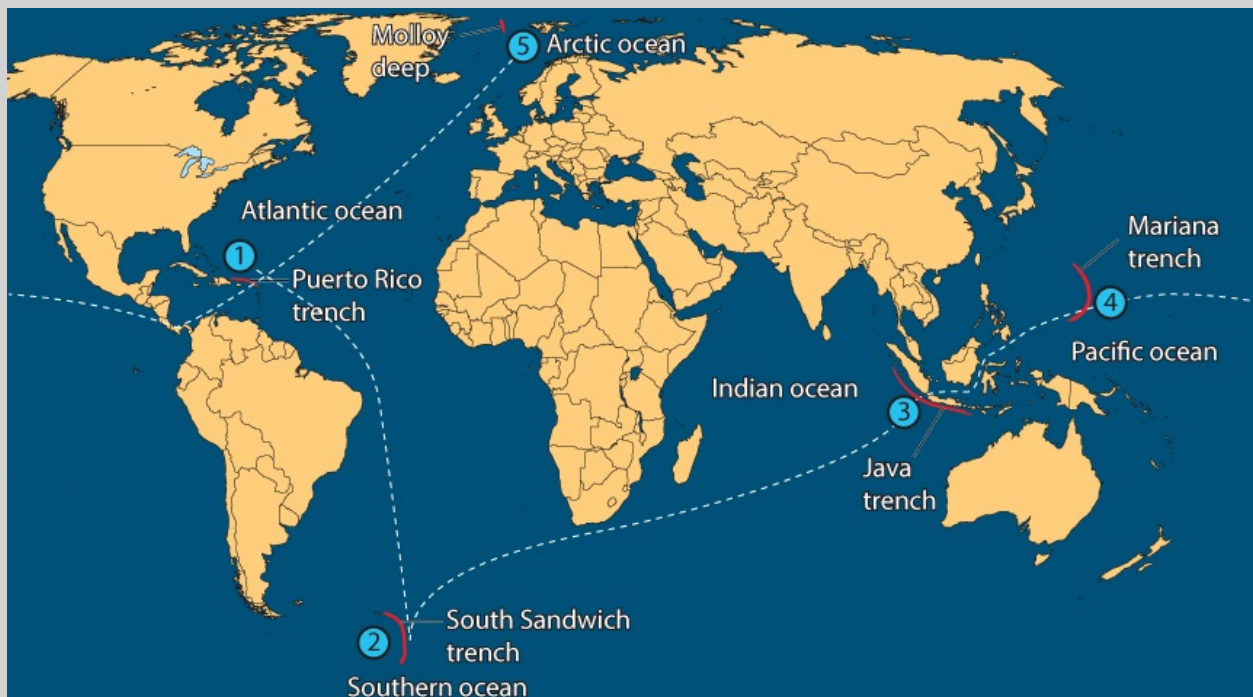 Molloy
deep
5
Arctic ocean
Atlantic ocean
1
Puerto Rico
trench
Mariana
trench
4
Pacific ocean
Indian ocean
3
Java
trench
2
South Sandwich
trench
Southern ocean